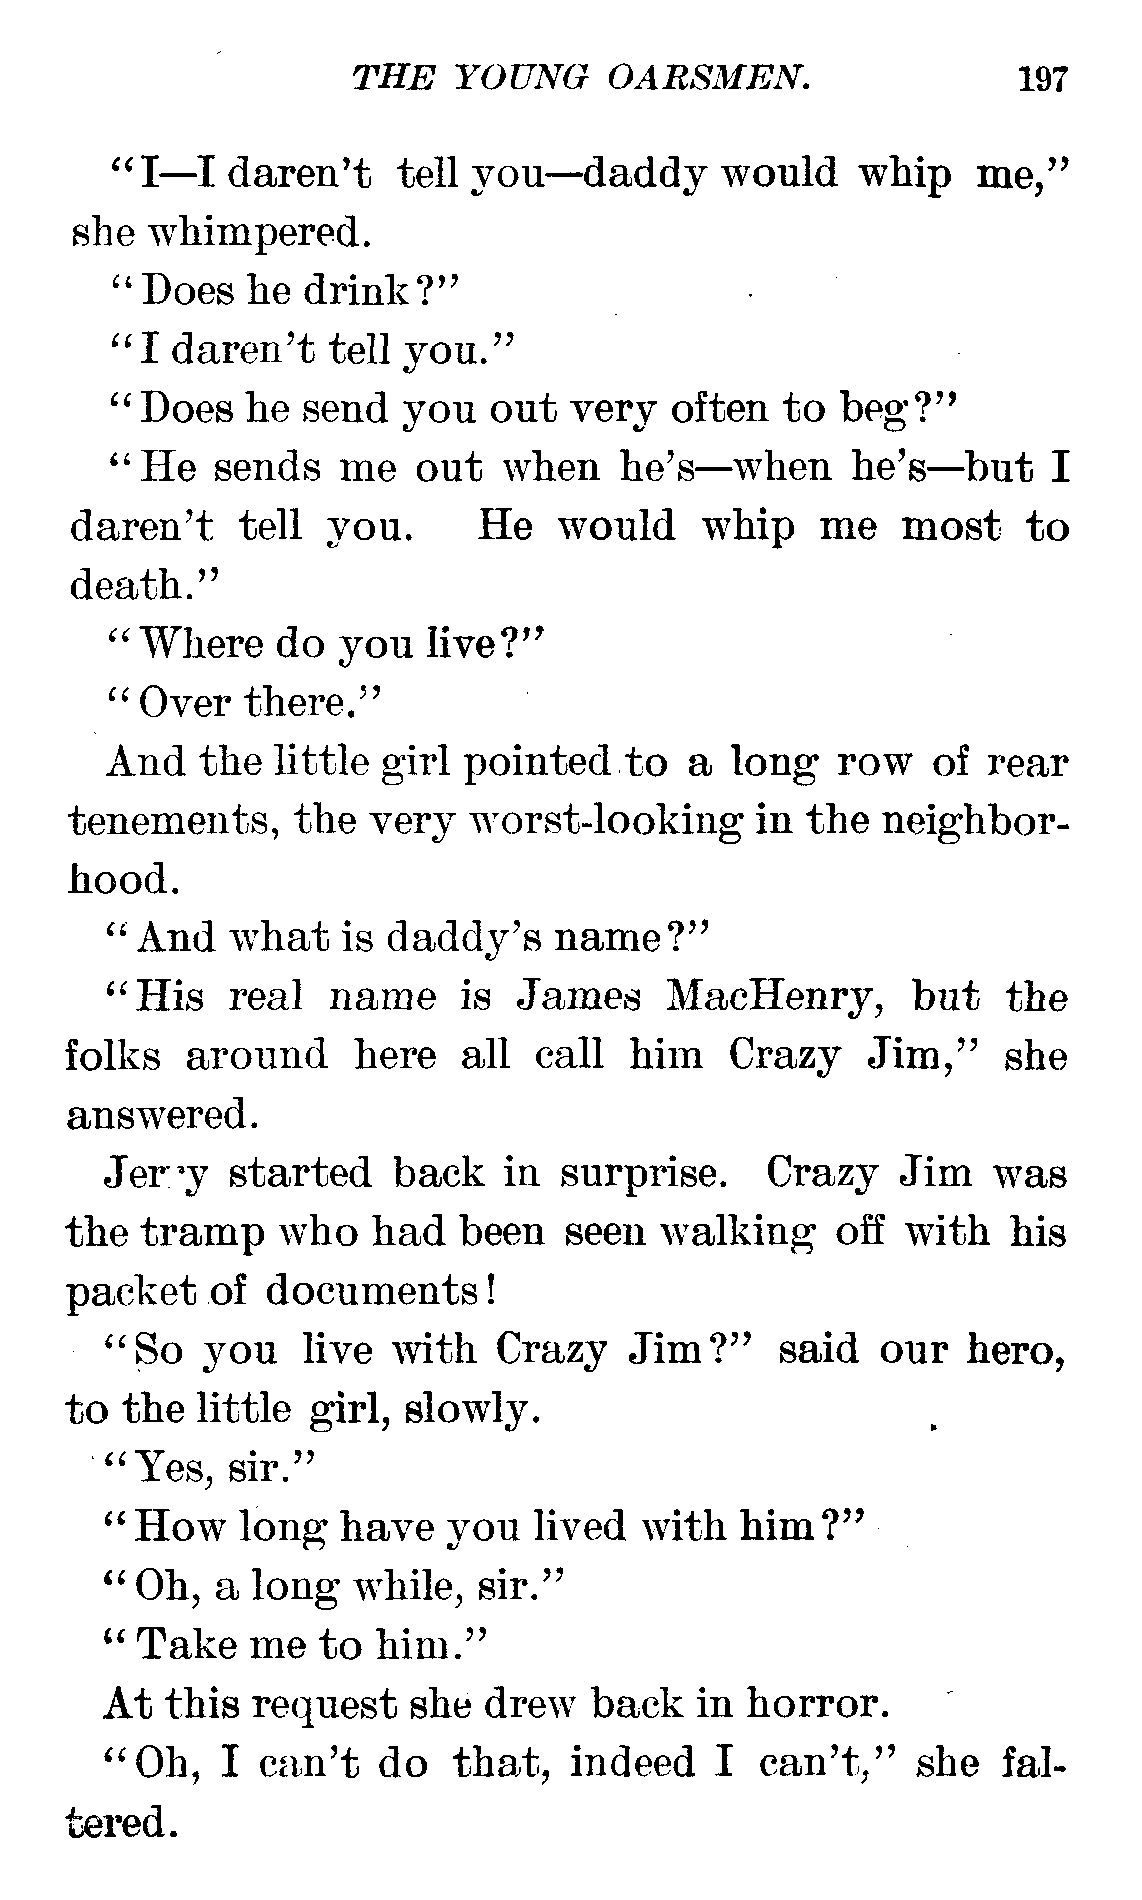 THE YOUNG OARSMEN. 197
"I—I daren't tell you—daddy would whip me,"
she whimpered.
"Does he drink?"
"I daren't tell you."
"Does he send you out very often to beg?"
"He sends me out when he's—when he's—but I
daren't tell you. He would whip me most to
death."
"Where do you live?"
"Over there."
And the little girl pointed to a long row of rear
tenements, the very worst-looking in the neighbor-
hood.
"And what is daddy's name?"
"His real name is James MacHenry, but the
folks around here all call him Crazy Jim," she
answered.
Jerry started back in surprise. Crazy Jim was
the tramp who had been seen walking off with his
packet of documents!
"So you live with Crazy Jim?" said our hero,
to the little girl, slowly.
"Yes, sir."
"How long have you lived with him?"
"Oh, a long while, sir."
"Take me to him."
At this request she drew back in horror.
"Oh, I can't do that, indeed I can't," she fal-
tered.